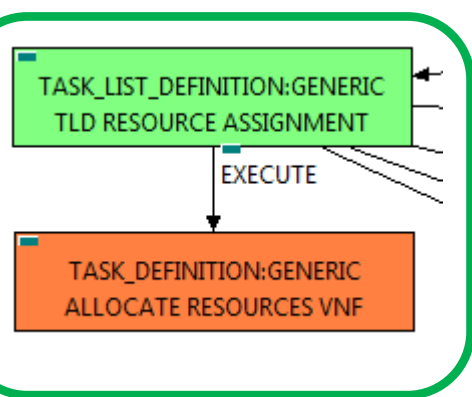 TASK_LIST_DEFINITION:GENERIC
TLD RESOURCE ASSIGNMENT
EXECUTE
TASK_DEFINITION:GENERIC
ALLOCATE RESOURCES VNF